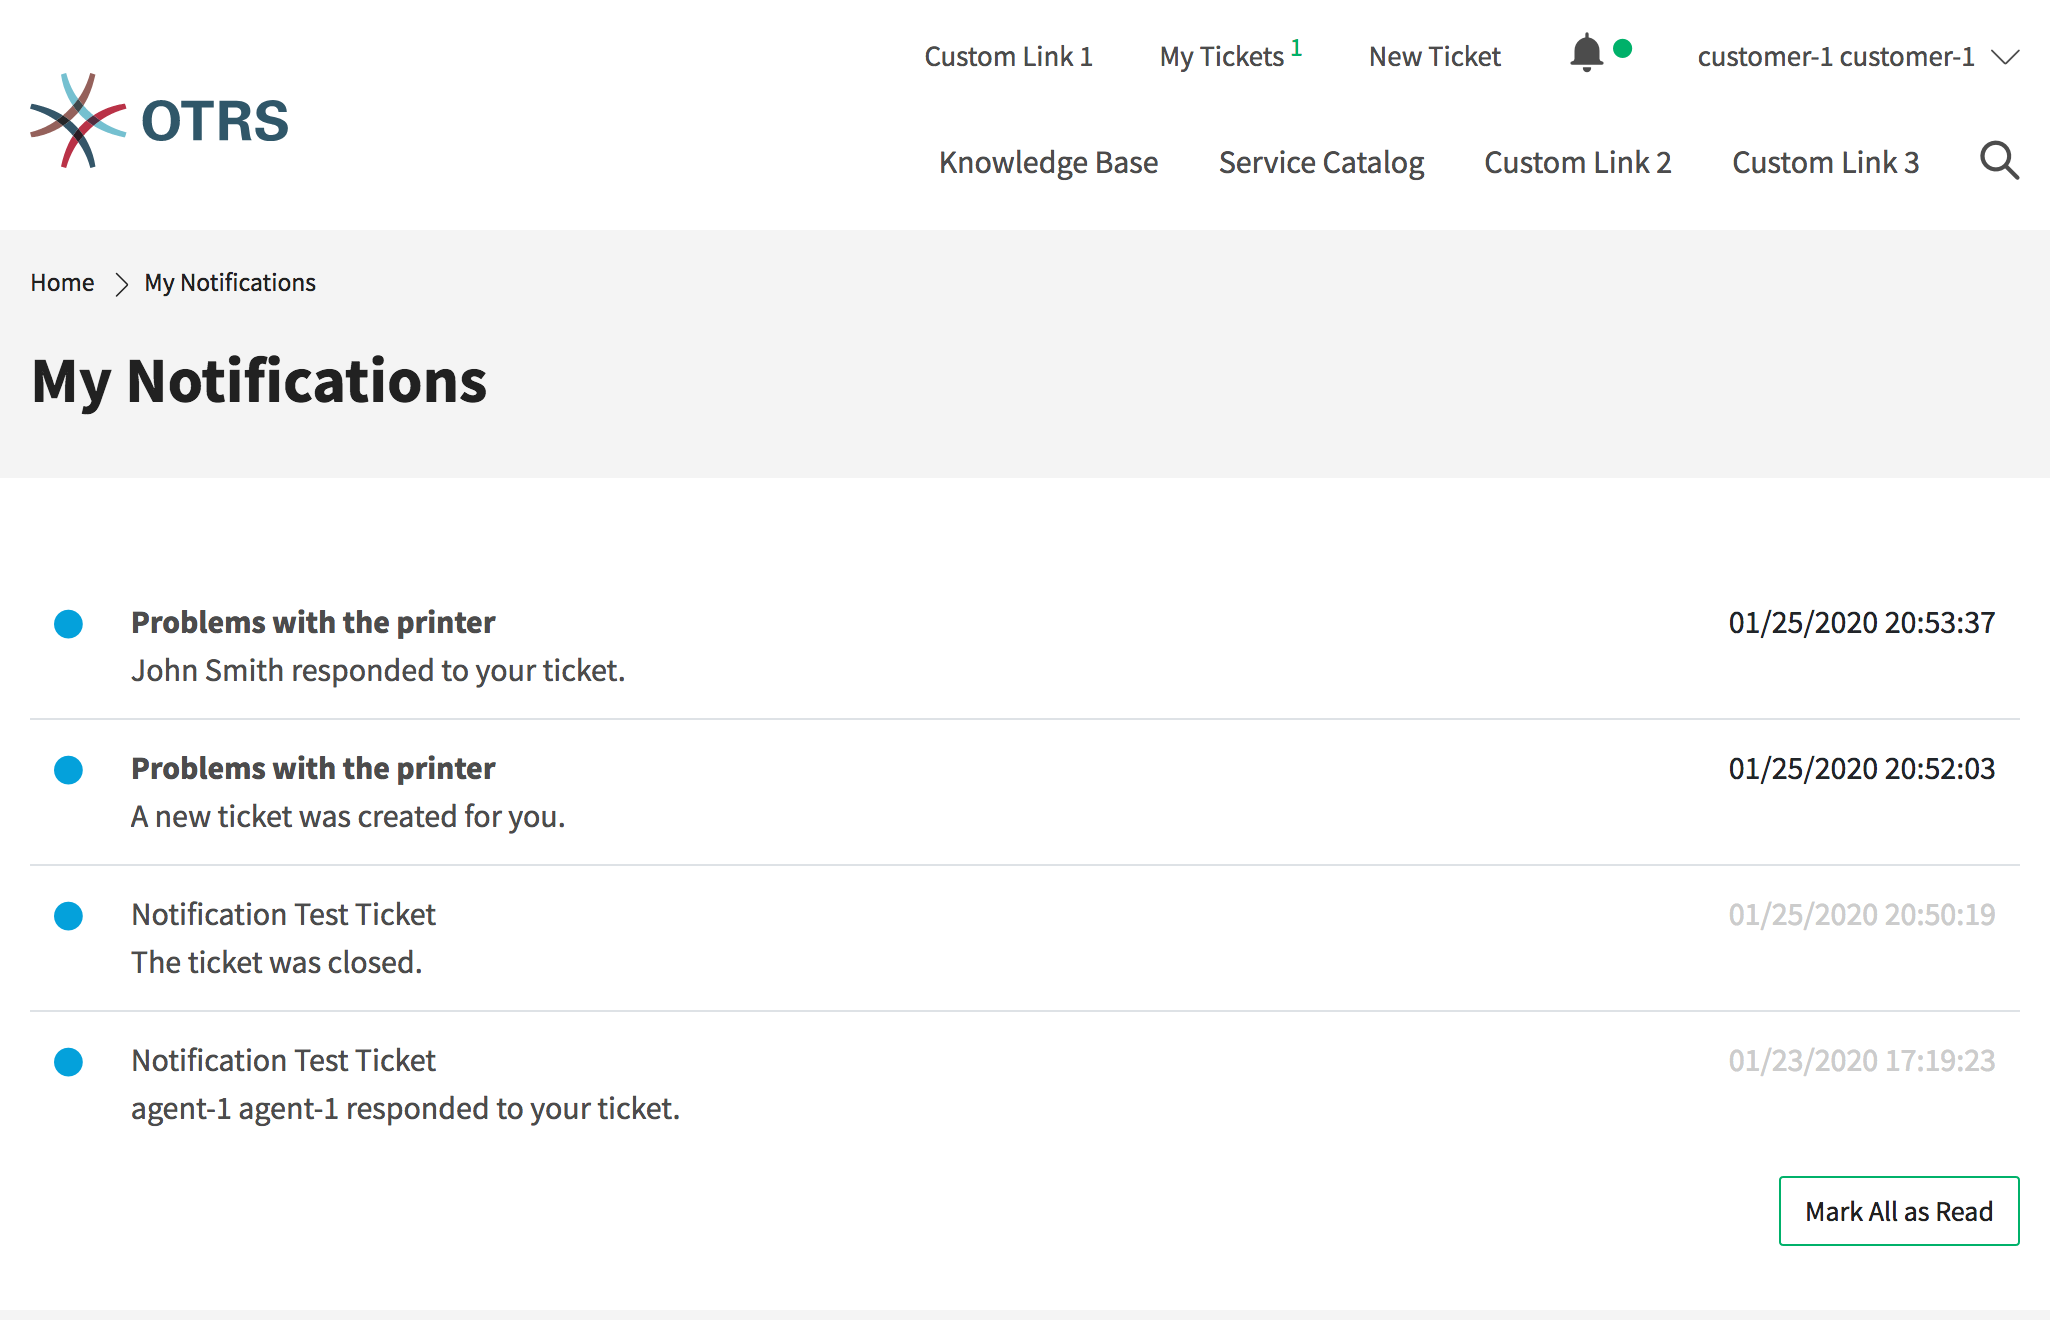 Custom Link 1 My Tickets 1 New Ticket customer-1 customer-1
OTRS
Knowledge Base Service Catalog Custom Link 2 Custom Link 3
Home My Notifications
My Notifications
Problems with the printer 01/25/2020 20:53:37
John Smith responded to your ticket.
Problems with the printer 01/25/2020 20:52:03
A new ticket was created for you.
Notification Test Ticket 01/25/2020 20:50:19
The ticket was closed.
Notification Test Ticket 01/23/2020 17:19:23
agent-1 agent-1 responded to your ticket.
Mark All as Read